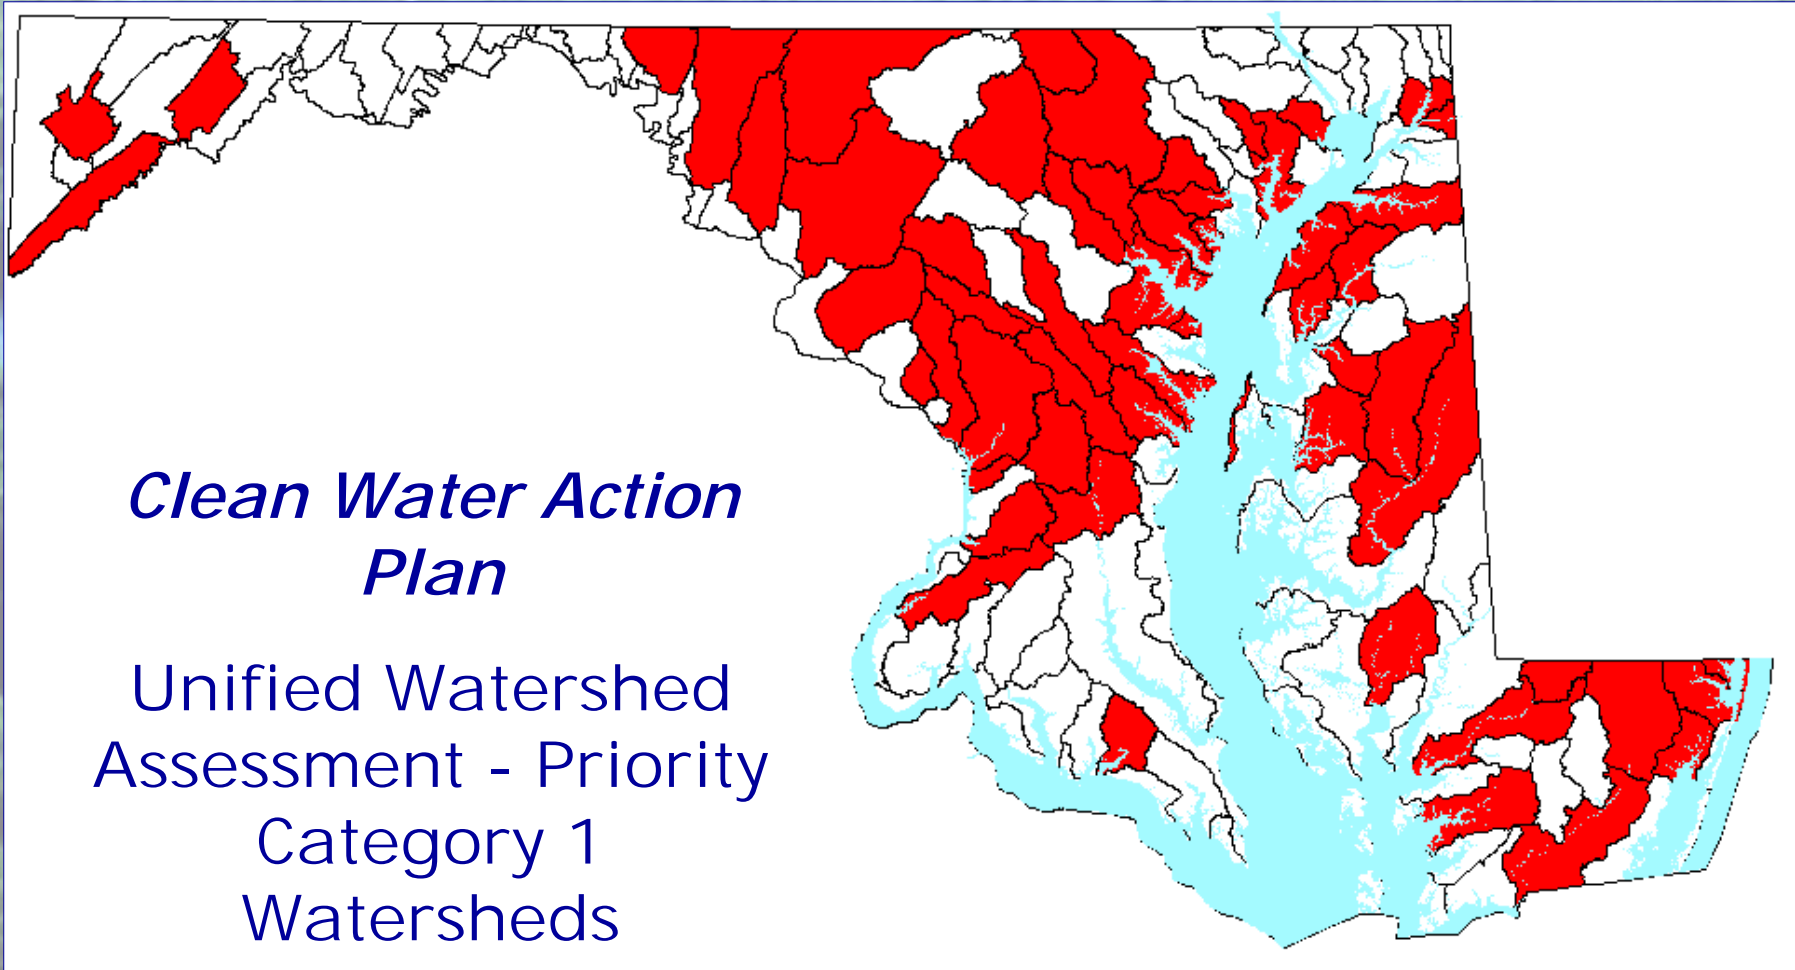 Clean Water Action
Plan
Unified Watershed
Assessment - Priority
Category 1
Watersheds